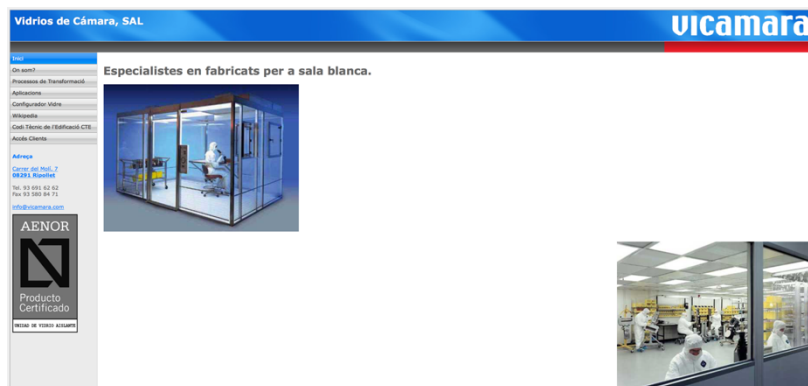 Vidrios de Cámara, SAL
vicamara
Inici
On som?
Processos de Transformació
Aplicacions
Configurador Vidre
Wikipedia
Codi Tècnic de l'Edificació CTE
Accés Clients
Especialistes en fabricats per a sala blanca.
Adreça
Carrer del Molí, 7
08291 Ripollet
Tel. 93 691 62 62
Fax 93 580 84 71
info@vicamara.com
AENOR
Producto
Certificado
UNIDAD DE VIDRIO AISLANTE